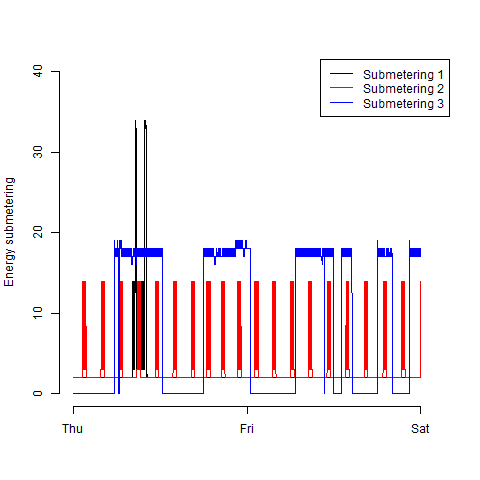 Submetering 1
Submetering 2
Submetering 3
Energy submetering
40
30
20
10
0
Thu Fri Sat